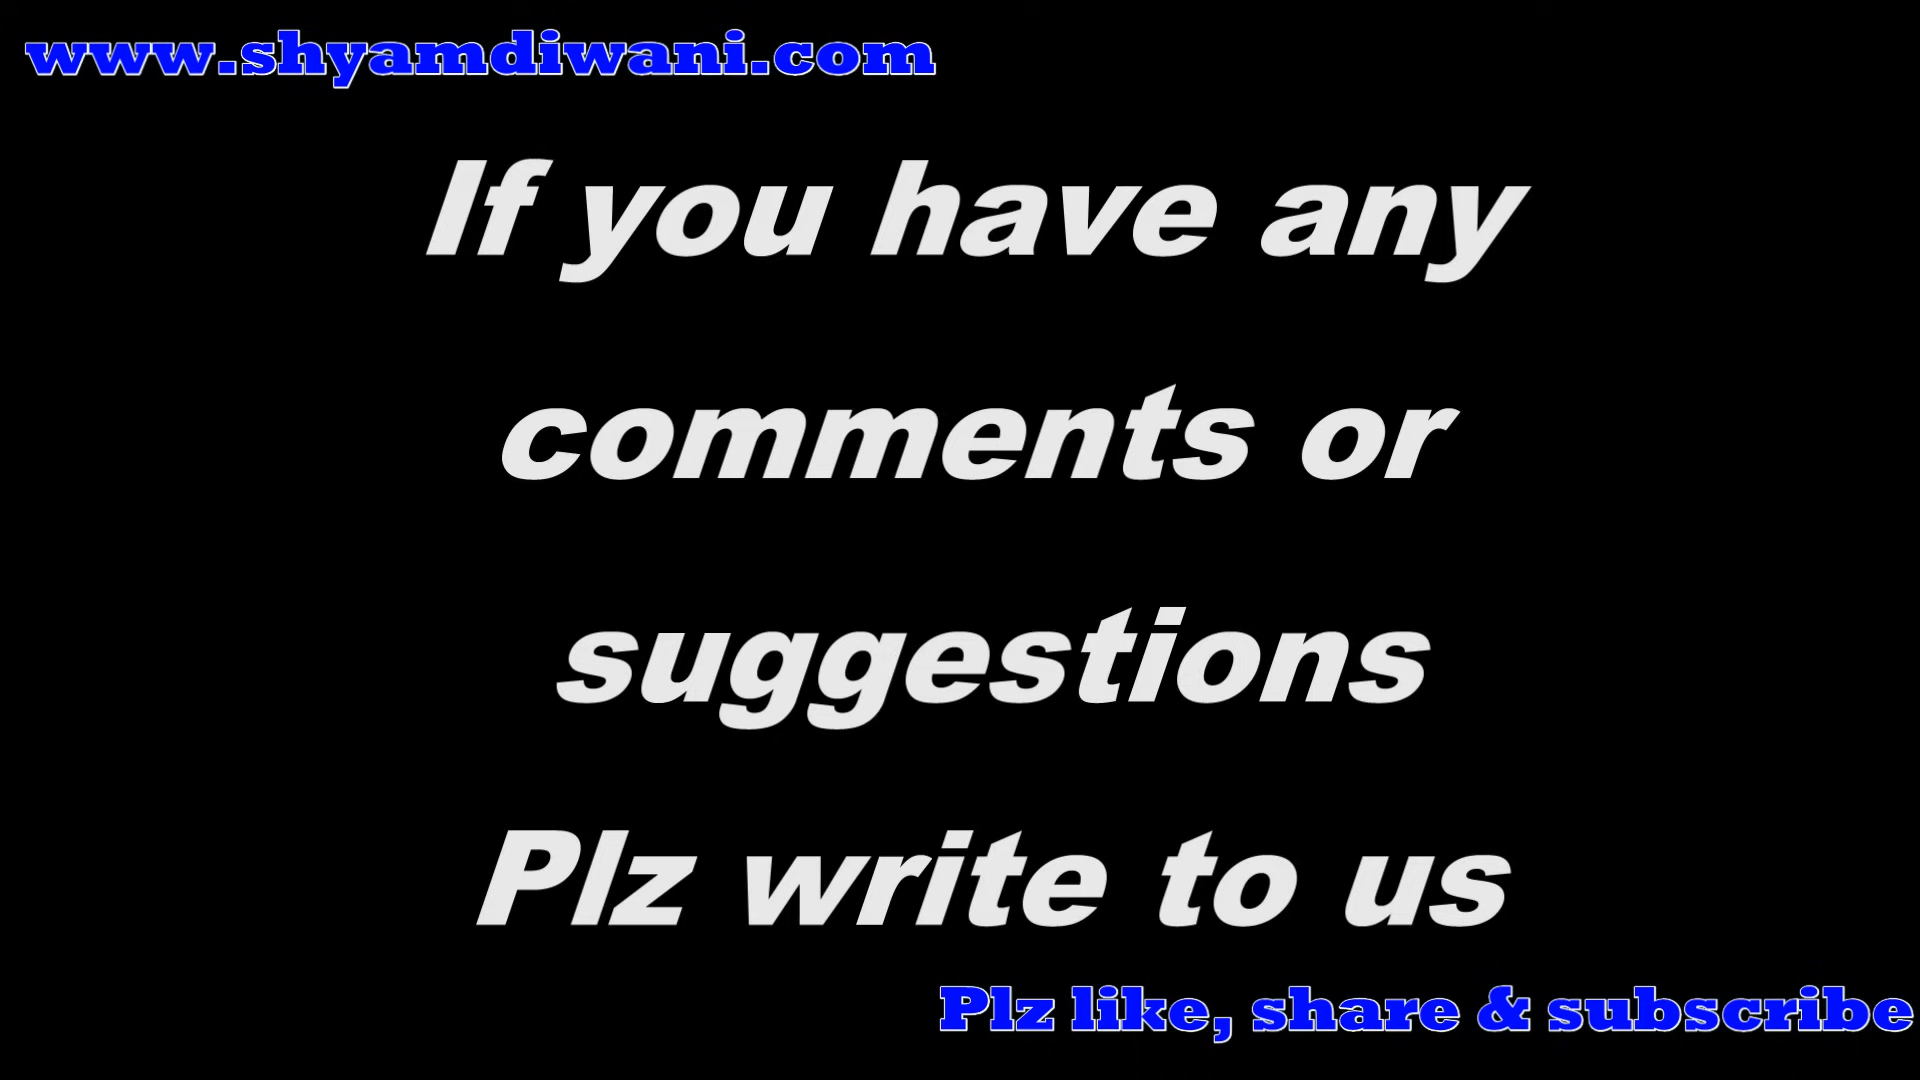 www.shyamdiwani.com
If you have any
comments or
suggestions
Plz write to us
Plz like, share & subscribe